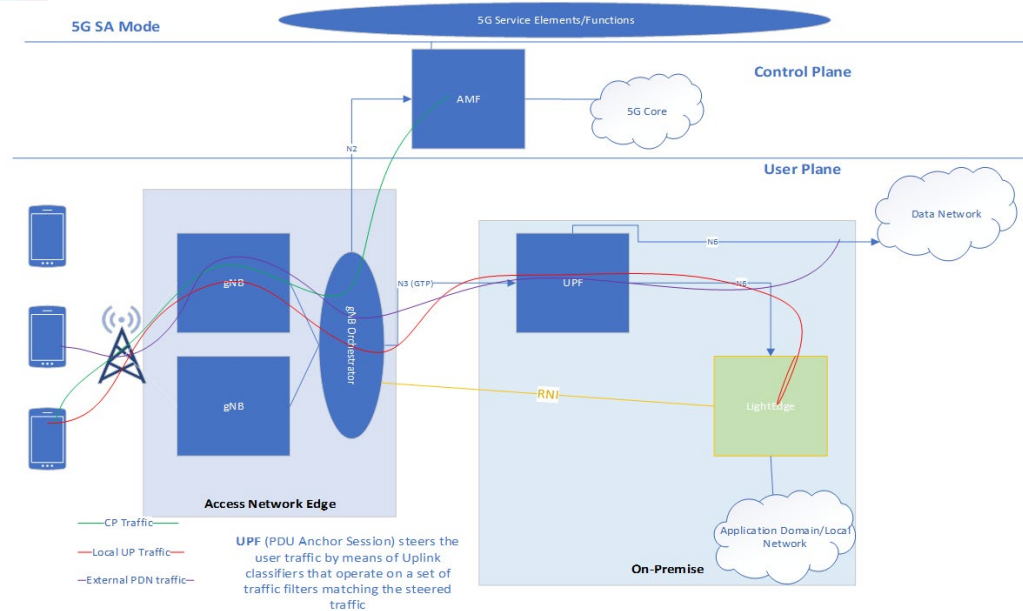 5G Service Elements/Functions
5G SA Mode
Control Plane
AMF
5G Core
N2
User Plane
Data Network
N6
gNB
N3 (GTP)
UPF
N6
gNB Orchestrator
RNI
gNB
LightEdge
Access Network Edge
CP Traffic
Local UP Traffic
External PDN traffic
UPF (PDU Anchor Session) steers the
user traffic by means of Uplink
classifiers that operate on a set of
traffic filters matching the steered
traffic
Application Domain/Local
Network
On-Premise